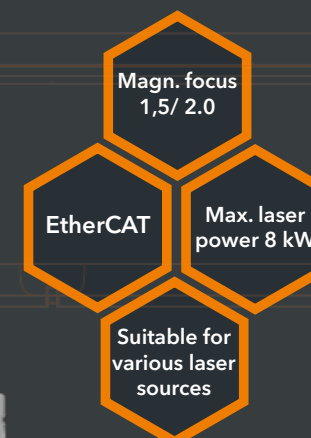 Magn. focus
1,5/ 2.0
EtherCAT
Max. laser
power 8 kW
Suitable for
various laser
sources